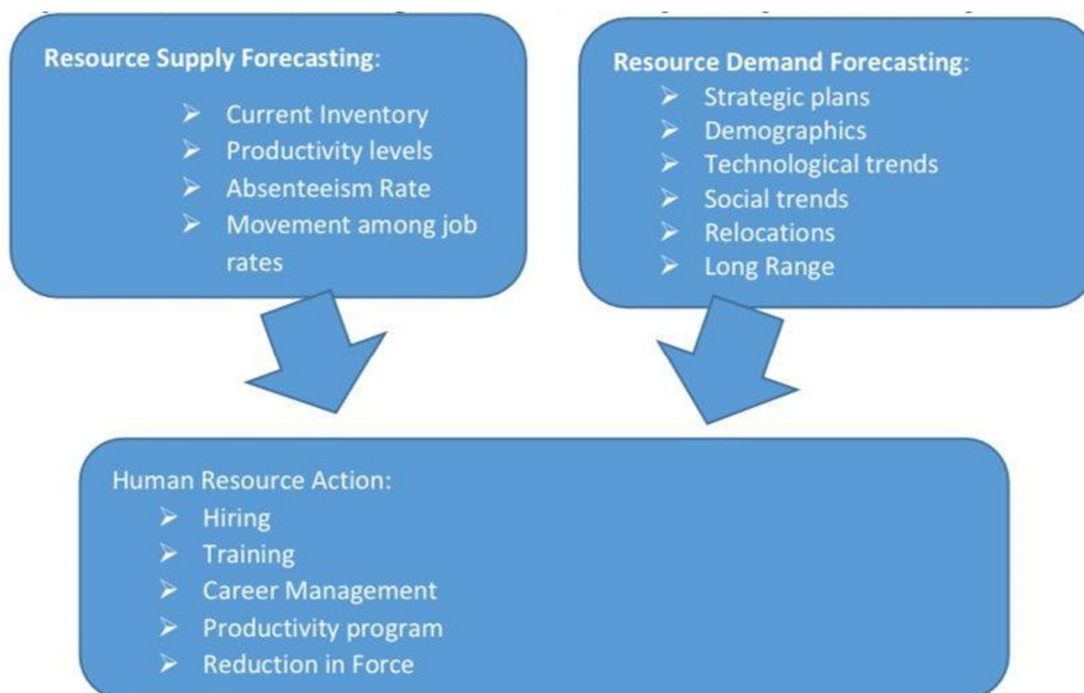 Resource Supply Forecasting:
➢ Current Inventory
➢ Productivity levels
➢ Absenteeism Rate
➢ Movement among job
rates
Resource Demand Forecasting:
➢ Strategic plans
➢ Demographics
➢ Technological trends
➢ Social trends
➢ Relocations
➢ Long Range
Human Resource Action:
➢ Hiring
➢ Training
➢ Career Management
➢ Productivity program
➢ Reduction in Force